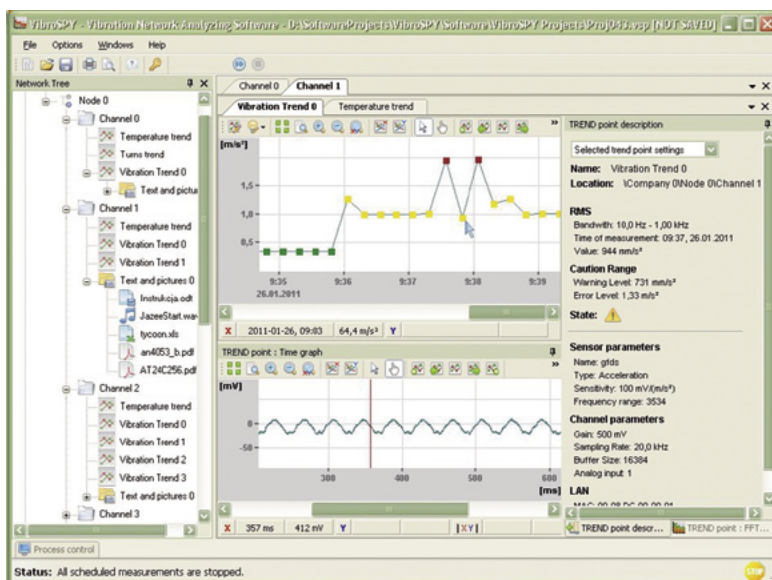 VibroSPY - Vibration Network Analyzing Software - D:\SoftwareProjects\VibroSPY\Software\VibroSPY Projects\Proj043.vsp [NOT SAVED]
File Options Windows Help
Network Tree
Node 0
Channel 0
Temperature trend
Turns trend
Vibration Trend 0
Text and pictur
Channel 1
Temperature trend
Vibration Trend 0
Vibration Trend 1
Text and pictures 0
Instrukcja.odt
JazeeStart.wav
tycoon.xls
an4053_b.pdf
AT24C256.pdf
Channel 2
Temperature trend
Vibration Trend 0
Vibration Trend 1
Vibration Trend 2
Vibration Trend 3
Text and pictures 0
Channel 3
Channel 0 Channel 1
Vibration Trend 0 Temperature trend
[m/s²]
1,5
1,0
0,5
9:35 9:36 9:37 9:38 9:39
26.01.2011
X 2011-01-26, 09:03 64,4 m/s² Y
TREND point : Time graph
[mV]
0
-50
300 400 500 600
[ms]
X 357 ms 412 mV Y |XY|
TREND point description
Selected trend point settings
Name: Vibration Trend 0
Location: \Company 0\Node 0\Channel 1
RMS
Bandwith: 10,0 Hz - 1,00 kHz
Time of measurement: 09:37, 26.01.2011
Value: 944 mm/s²
Caution Range
Warning Level: 731 mm/s²
Error Level: 1,33 m/s²
State:
Sensor parameters
Name: gfds
Type: Acceleration
Sensitivity: 100 mV/(m/s²)
Frequency range: 3534
Channel parameters
Gain: 500 mV
Sampling Rate: 20,0 kHz
Buffer Size: 16384
Analog input: 1
LAN
TREND point descr... TREND point : FFT...
Process control
Status: All scheduled measurements are stopped.
STOP